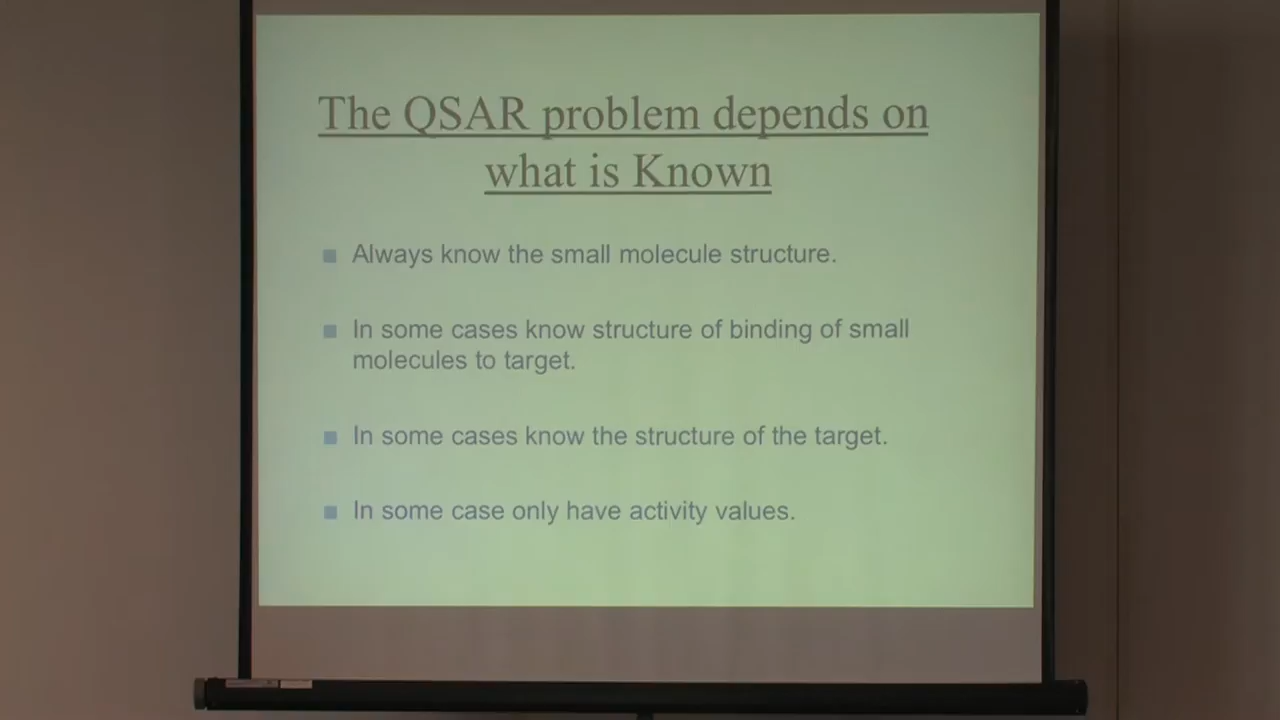 The QSAR problem depends on
what is Known
Always know the small molecule structure.
In some cases know structure of binding of small
molecules to target.
In some cases know the structure of the target.
In some case only have activity values.